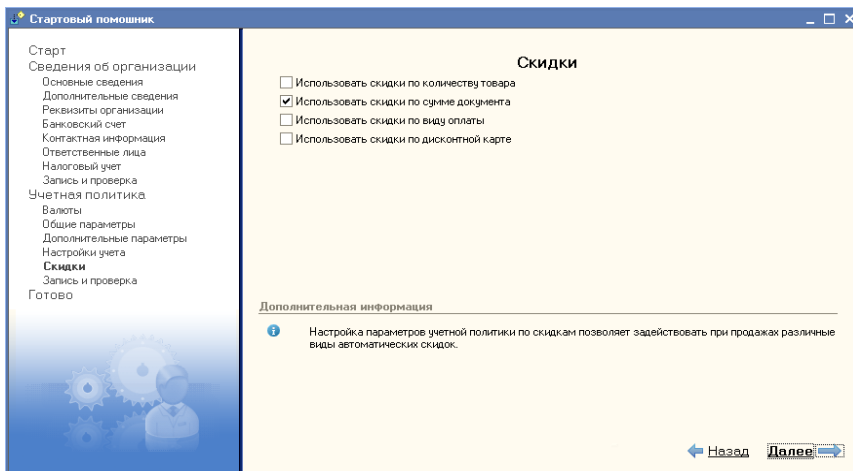 Стартовый помошник
Старт
Сведения об организации
Основные сведения
Дополнительные сведения
Реквизиты организации
Банковский счет
Контактная информация
Ответственные лица
Налоговый учет
Запись и проверка
Учетная политика
Валюты
Общие параметры
Дополнительные параметры
Настройки учета
Скидки
Запись и проверка
Готово
Скидки
Использовать скидки по количеству товара
Использовать скидки по сумме документа
Использовать скидки по виду оплаты
Использовать скидки по дисконтной карте
Дополнительная информация
Настройка параметров учетной политики по скидкам позволяет задействовать при продажах различные
виды автоматических скидок.
Назад Далее